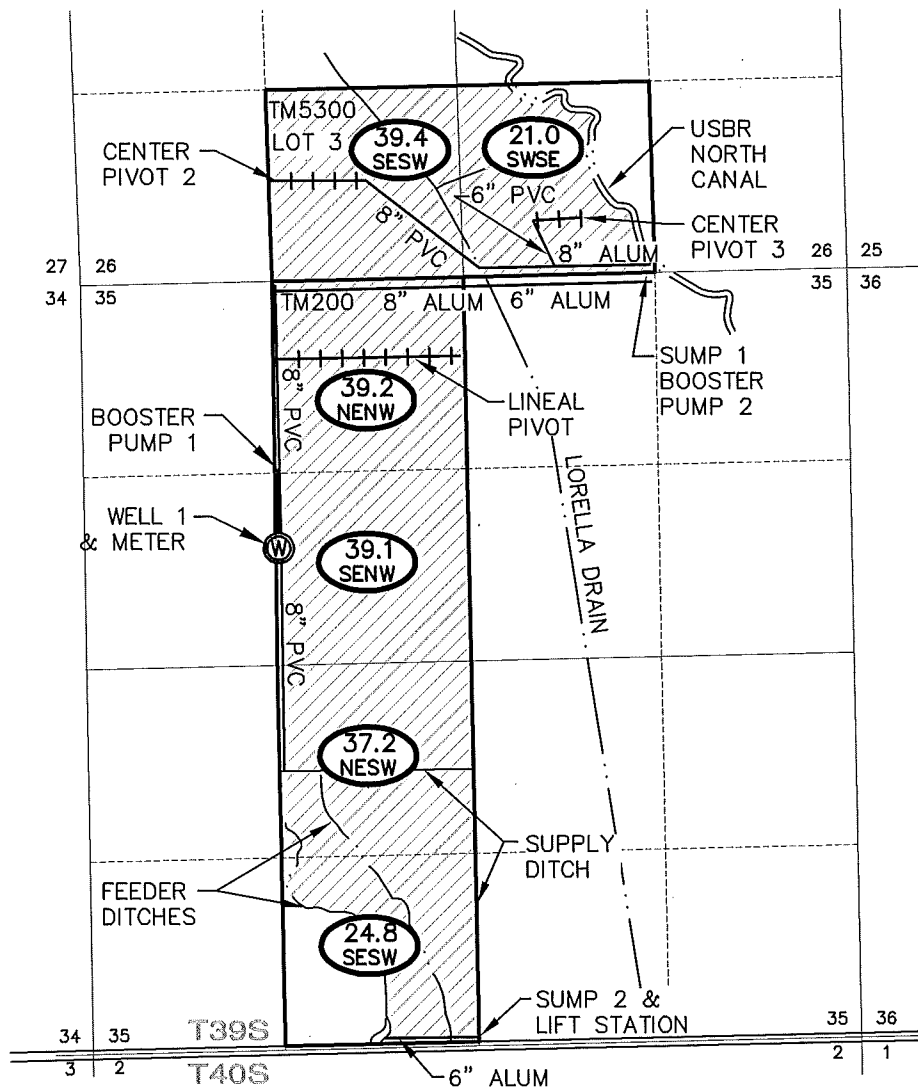 TM5300
LOT 3
39.4
SESW
21.0
SWSE
USBR
NORTH
CANAL
CENTER
PIVOT 2
6" PVC
8" PVC
CENTER
PIVOT 3
8" ALUM
27 26
26 25
34 35
35 36
TM200 8" ALUM 6" ALUM
SUMP 1
BOOSTER
PUMP 2
8" PVC
39.2
NENW
LINEAL
PIVOT
BOOSTER
PUMP 1
LORELLA DRAIN
WELL 1
& METER
W
39.1
SENW
8" PVC
37.2
NESW
SUPPLY
DITCH
FEEDER
DITCHES
24.8
SESW
SUMP 2 &
LIFT STATION
34 35
T39S
35 36
3 2
T40S
2 1
6" ALUM